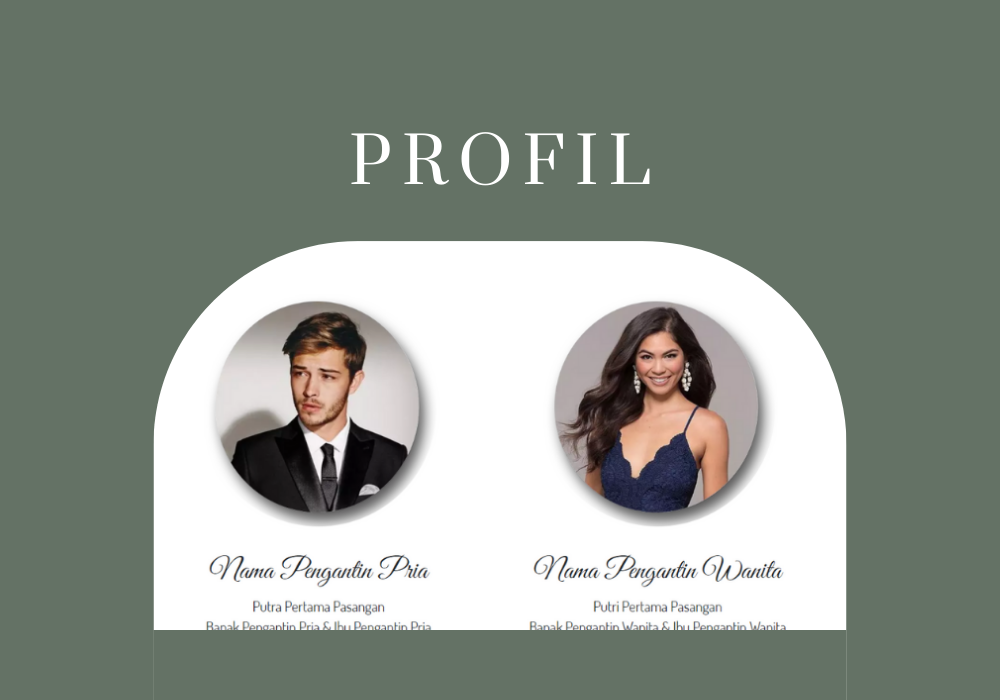 PROFIL
Nama Pengantin Pria
Nama Pengantin Wanita
Putra Pertama Pasangan
Putri Pertama Pasangan
Bapak Pengantin Pria & Ibu Pengantin Pria
Bapak Pengantin Wanita & Ibu Pengantin Wanita